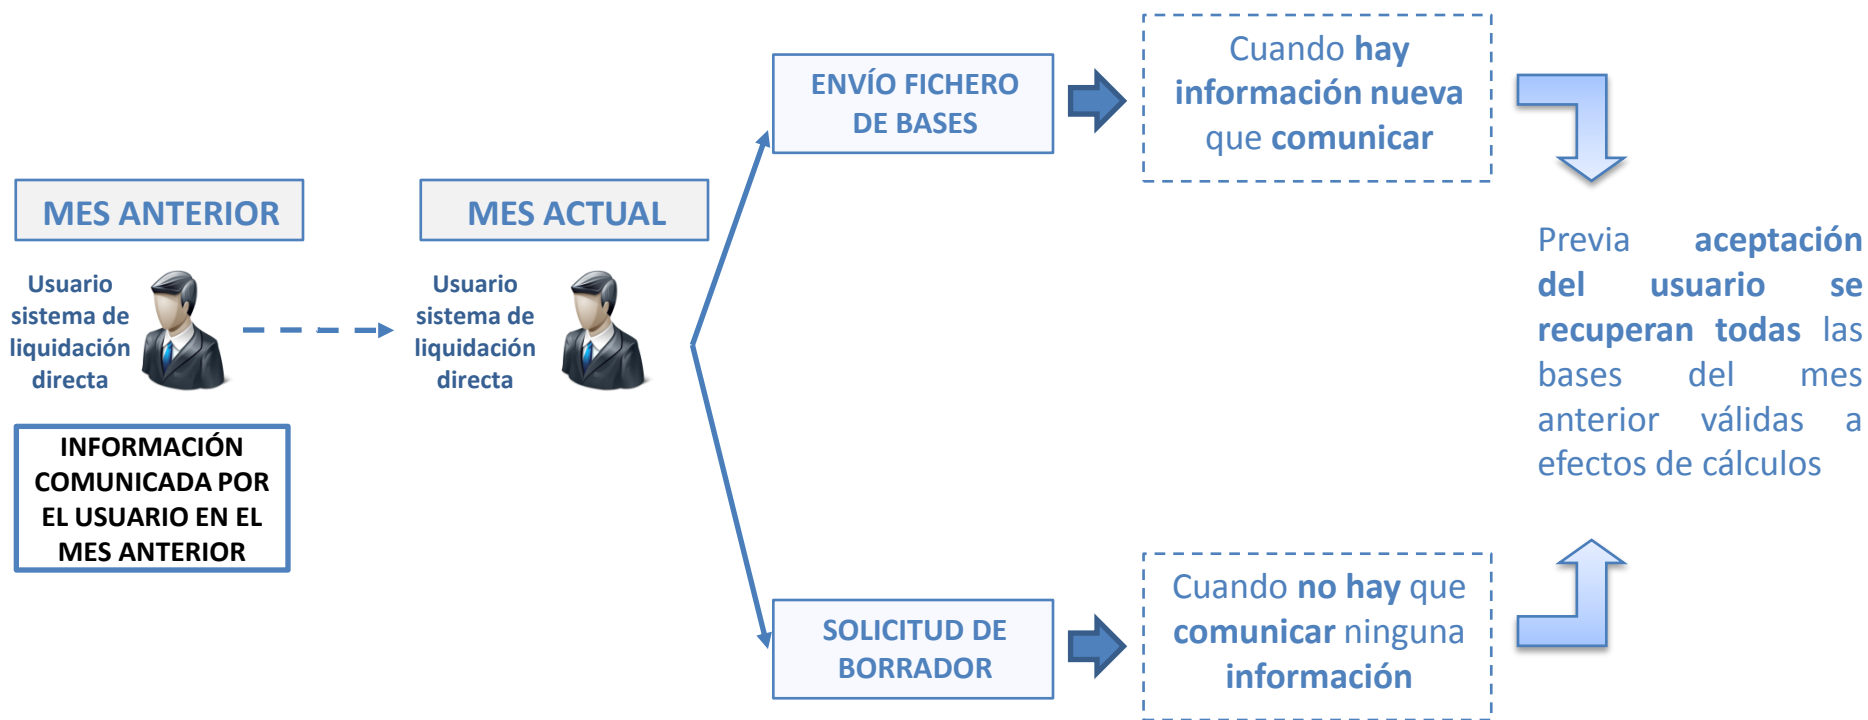 MES ANTERIOR
Usuario
sistema de
liquidación
directa
INFORMACIÓN
COMUNICADA POR
EL USUARIO EN EL
MES ANTERIOR
MES ACTUAL
Usuario
sistema de
liquidación
directa
ENVÍO FICHERO
DE BASES
Cuando hay
información nueva
que comunicar
SOLICITUD DE
BORRADOR
Cuando no hay que
comunicar ninguna
información
Previa aceptación
del usuario se
recuperan todas las
bases del mes
anterior válidas a
efectos de cálculos